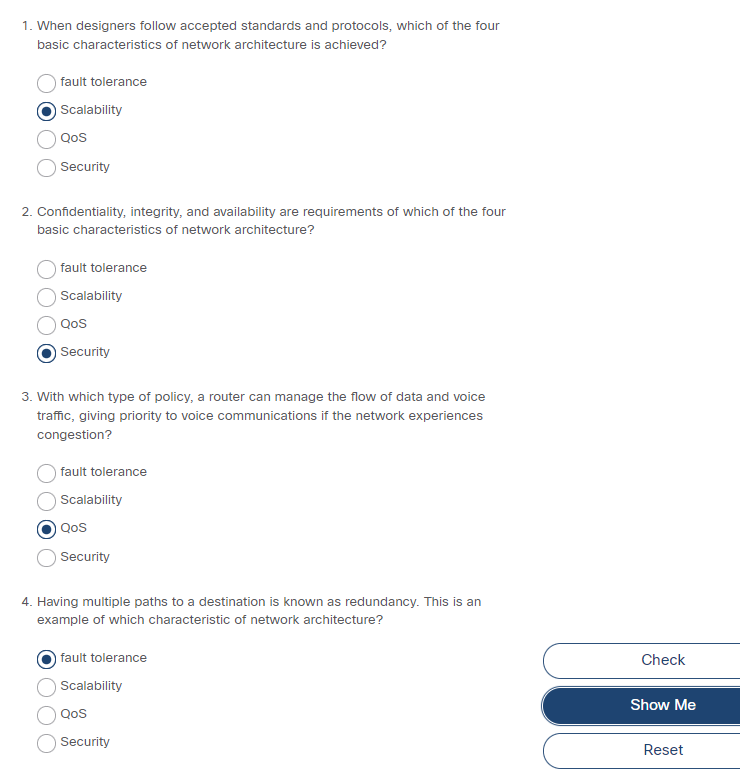 1. When designers follow accepted standards and protocols, which of the four
basic characteristics of network architecture is achieved?
fault tolerance
Scalability
QoS
Security
2. Confidentiality, integrity, and availability are requirements of which of the four
basic characteristics of network architecture?
fault tolerance
Scalability
QoS
Security
3. With which type of policy, a router can manage the flow of data and voice
traffic, giving priority to voice communications if the network experiences
congestion?
fault tolerance
Scalability
QoS
Security
4. Having multiple paths to a destination is known as redundancy. This is an
example of which characteristic of network architecture?
fault tolerance
Scalability
QoS
Security
Check
Show Me
Reset